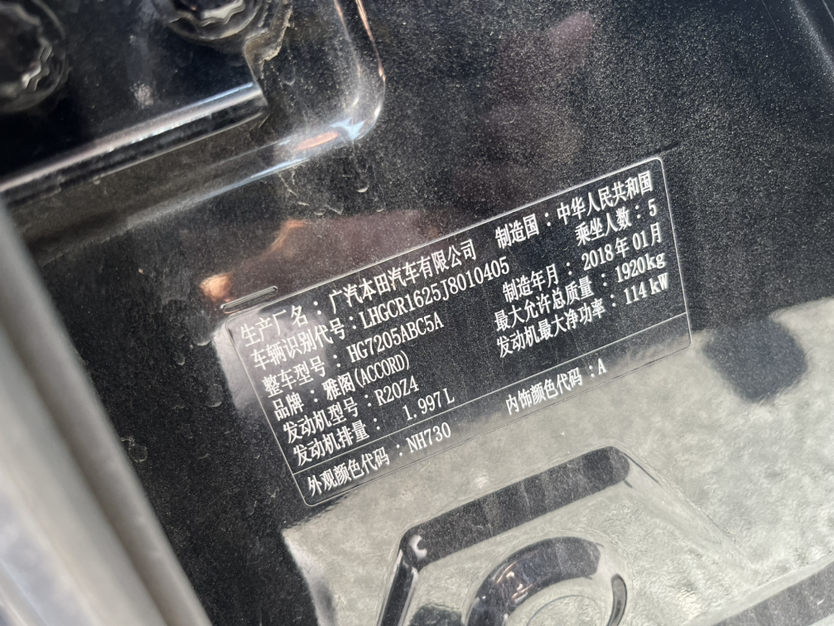 生产厂名：广汽本田汽车有限公司 制造国：中华人民共和国
车辆识别代号：LHGCR1625J8010405 乘坐人数：5
整车型号：HG7205ABC5A 制造年月：2018年01月
品牌：雅阁(ACCORD) 最大允许总质量：1920kg
发动机型号：R20Z4 发动机最大净功率：114kW
发动机排量：1.997L
外观颜色代码：NH730 内饰颜色代码：A